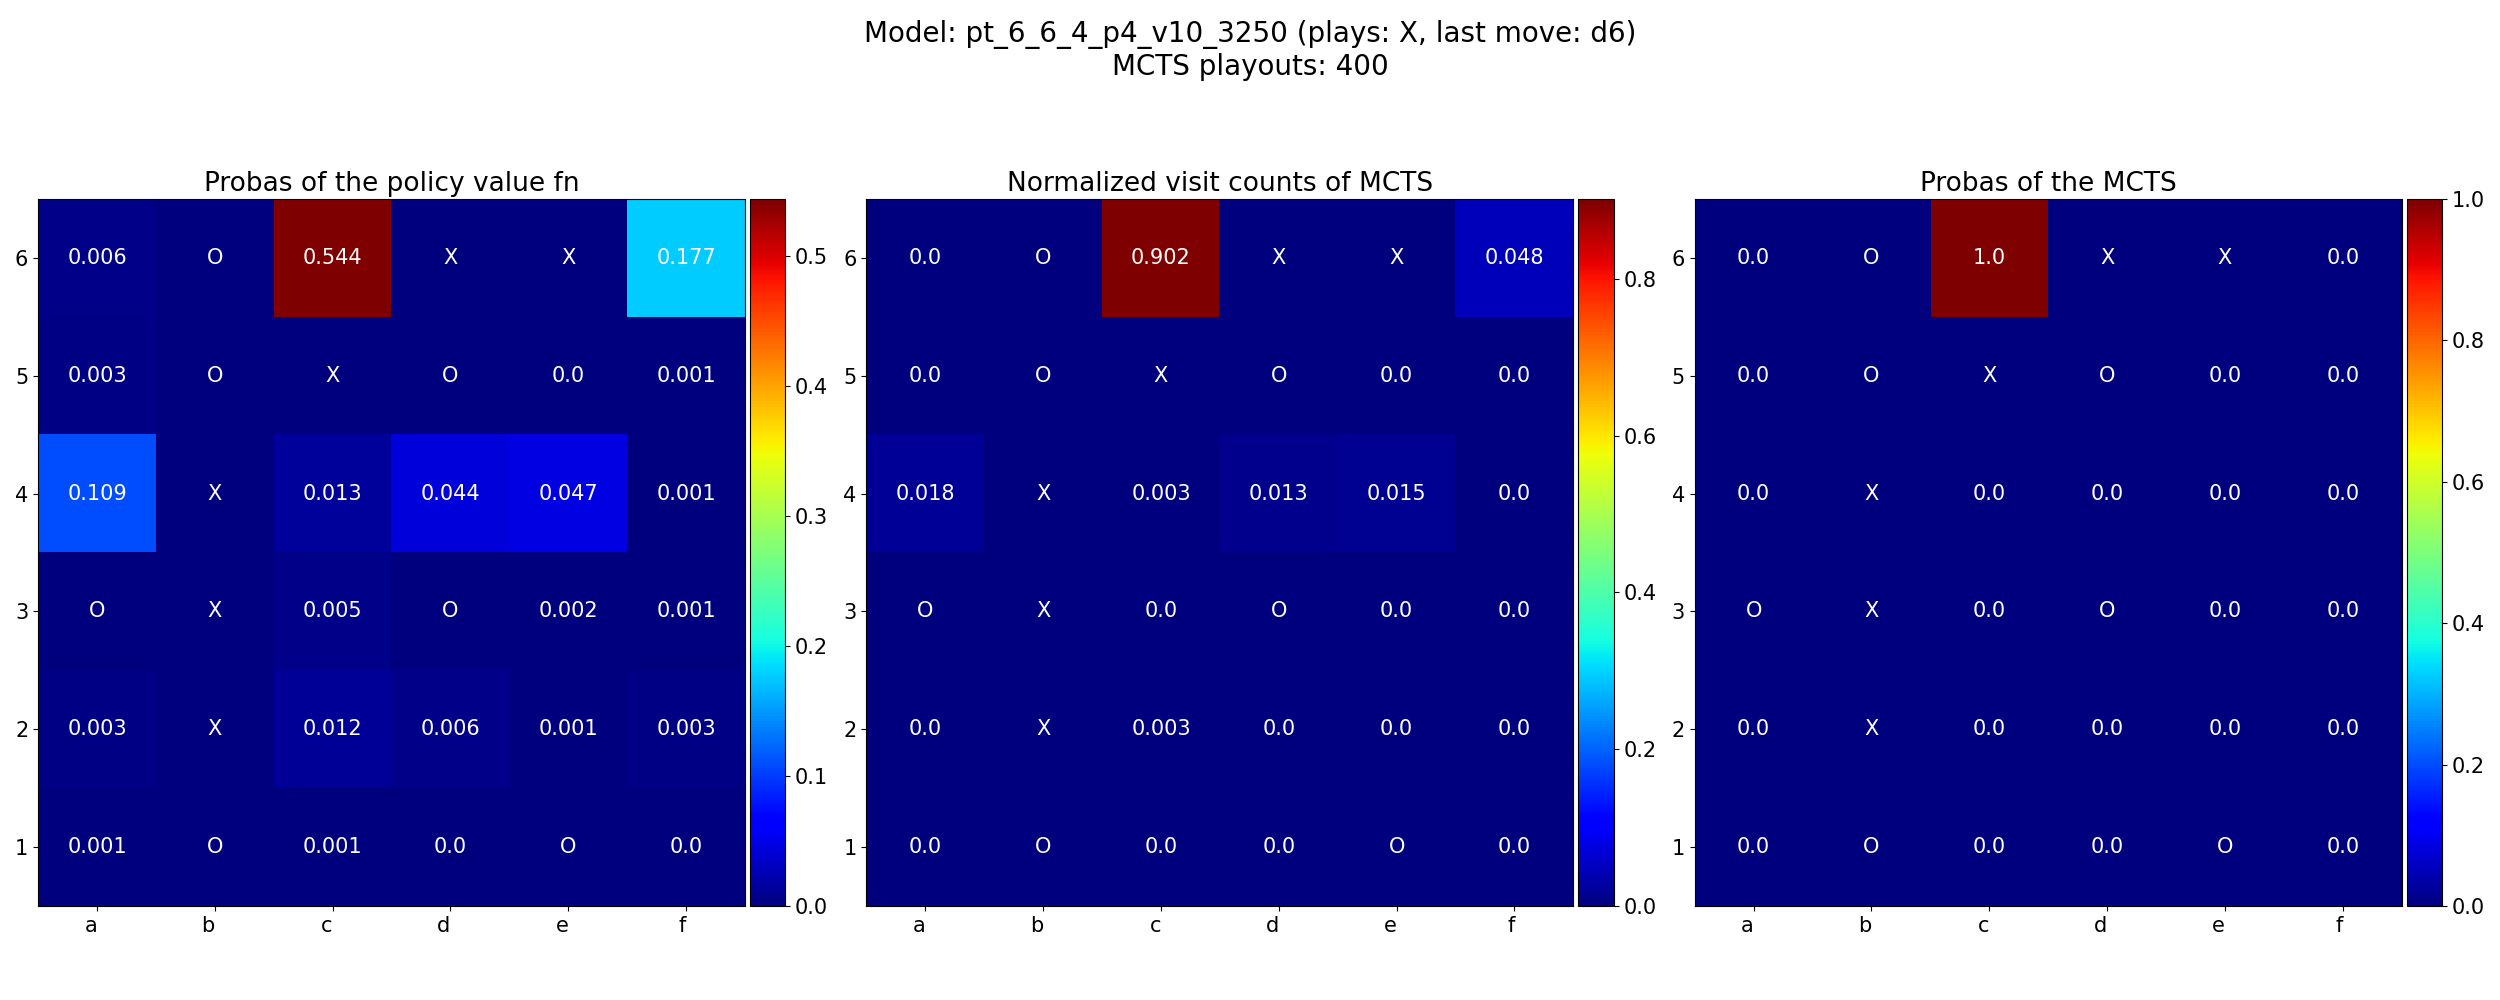 Model: pt_6_6_4_p4_v10_3250 (plays: X, last move: d6)
MCTS playouts: 400
Probas of the policy value fn
6 0.006 O 0.544 X X 0.177
5 0.003 O X O 0.0 0.001
4 0.109 X 0.013 0.044 0.047 0.001
3 O X 0.005 O 0.002 0.001
2 0.003 X 0.012 0.006 0.001 0.003
1 0.001 O 0.001 0.0 O 0.0
a b c d e f
0.5
0.4
0.3
0.2
0.1
0.0
Normalized visit counts of MCTS
6 0.0 O 0.902 X X 0.048
5 0.0 O X O 0.0 0.0
4 0.018 X 0.003 0.013 0.015 0.0
3 O X 0.0 O 0.0 0.0
2 0.0 X 0.003 0.0 0.0 0.0
1 0.0 O 0.0 0.0 O 0.0
a b c d e f
0.8
0.6
0.4
0.2
0.0
Probas of the MCTS
6 0.0 O 1.0 X X 0.0
5 0.0 O X O 0.0 0.0
4 0.0 X 0.0 0.0 0.0 0.0
3 O X 0.0 O 0.0 0.0
2 0.0 X 0.0 0.0 0.0 0.0
1 0.0 O 0.0 0.0 O 0.0
a b c d e f
1.0
0.8
0.6
0.4
0.2
0.0